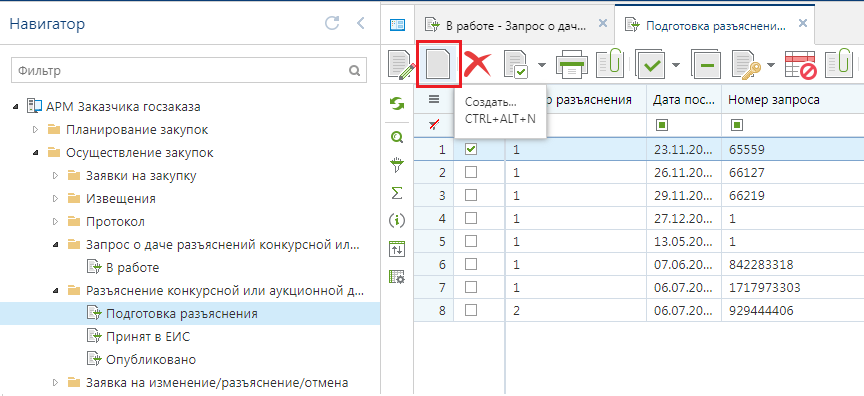 Навигатор
Фильтр
АРМ Заказчика госзаказа
Планирование закупок
Осуществление закупок
Заявки на закупку
Извещения
Протокол
Запрос о даче разъяснений конкурсной ил...
В работе
Разъяснение конкурсной или аукционной д...
Подготовка разъяснения
Принят в ЕИС
Опубликовано
Заявка на изменение/разъяснение/отмена
В работе - Запрос о дач...
Подготовка разъяснени...
Создать...
CTRL+ALT+N
р разъяснения Дата пос... Номер запроса
1 1 23.11.20... 65559
2 1 26.11.20... 66127
3 1 29.11.20... 66219
4 1 27.12.20... 1
5 1 13.05.20... 1
6 1 07.06.20... 842283318
7 1 06.07.20... 1717973303
8 2 06.07.20... 929444406